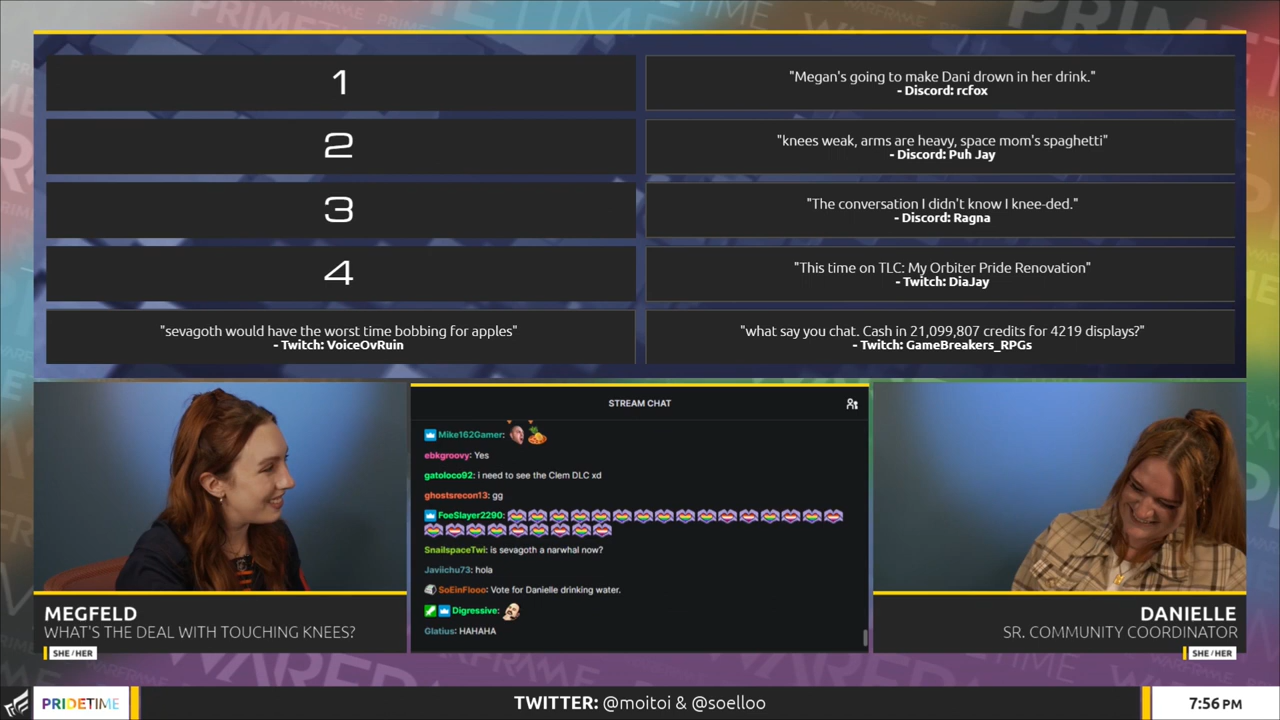 1
"Megan's going to make Dani drown in her drink."
- Discord: rcfox
2
"knees weak, arms are heavy, space mom's spaghetti"
- Discord: Puh Jay
3
"The conversation I didn't know I knee-ded."
- Discord: Ragna
4
"This time on TLC: My Orbiter Pride Renovation"
- Twitch: DiaJay
"sevagoth would have the worst time bobbing for apples"
- Twitch: VoiceOvRuin
"what say you chat. Cash in 21,099,807 credits for 4219 displays?"
- Twitch: GameBreakers_RPGs
STREAM CHAT
Mike162Gamer:
ebkgroovy: Yes
gatoloco92: i need to see the Clem DLC xd
ghostsrecon13: gg
FoeSlayer2290:
SnailspaceTwi: is sevagoth a narwhal now?
Javiichu73: hola
SoEinFlooo: Vote for Danielle drinking water.
Digressive:
Glatius: HAHAHA
MEGFELD
WHAT'S THE DEAL WITH TOUCHING KNEES?
SHE/HER
DANIELLE
SR. COMMUNITY COORDINATOR
SHE/HER
PRIDETIME
TWITTER: @moitoi & @soelloo
7:56 PM